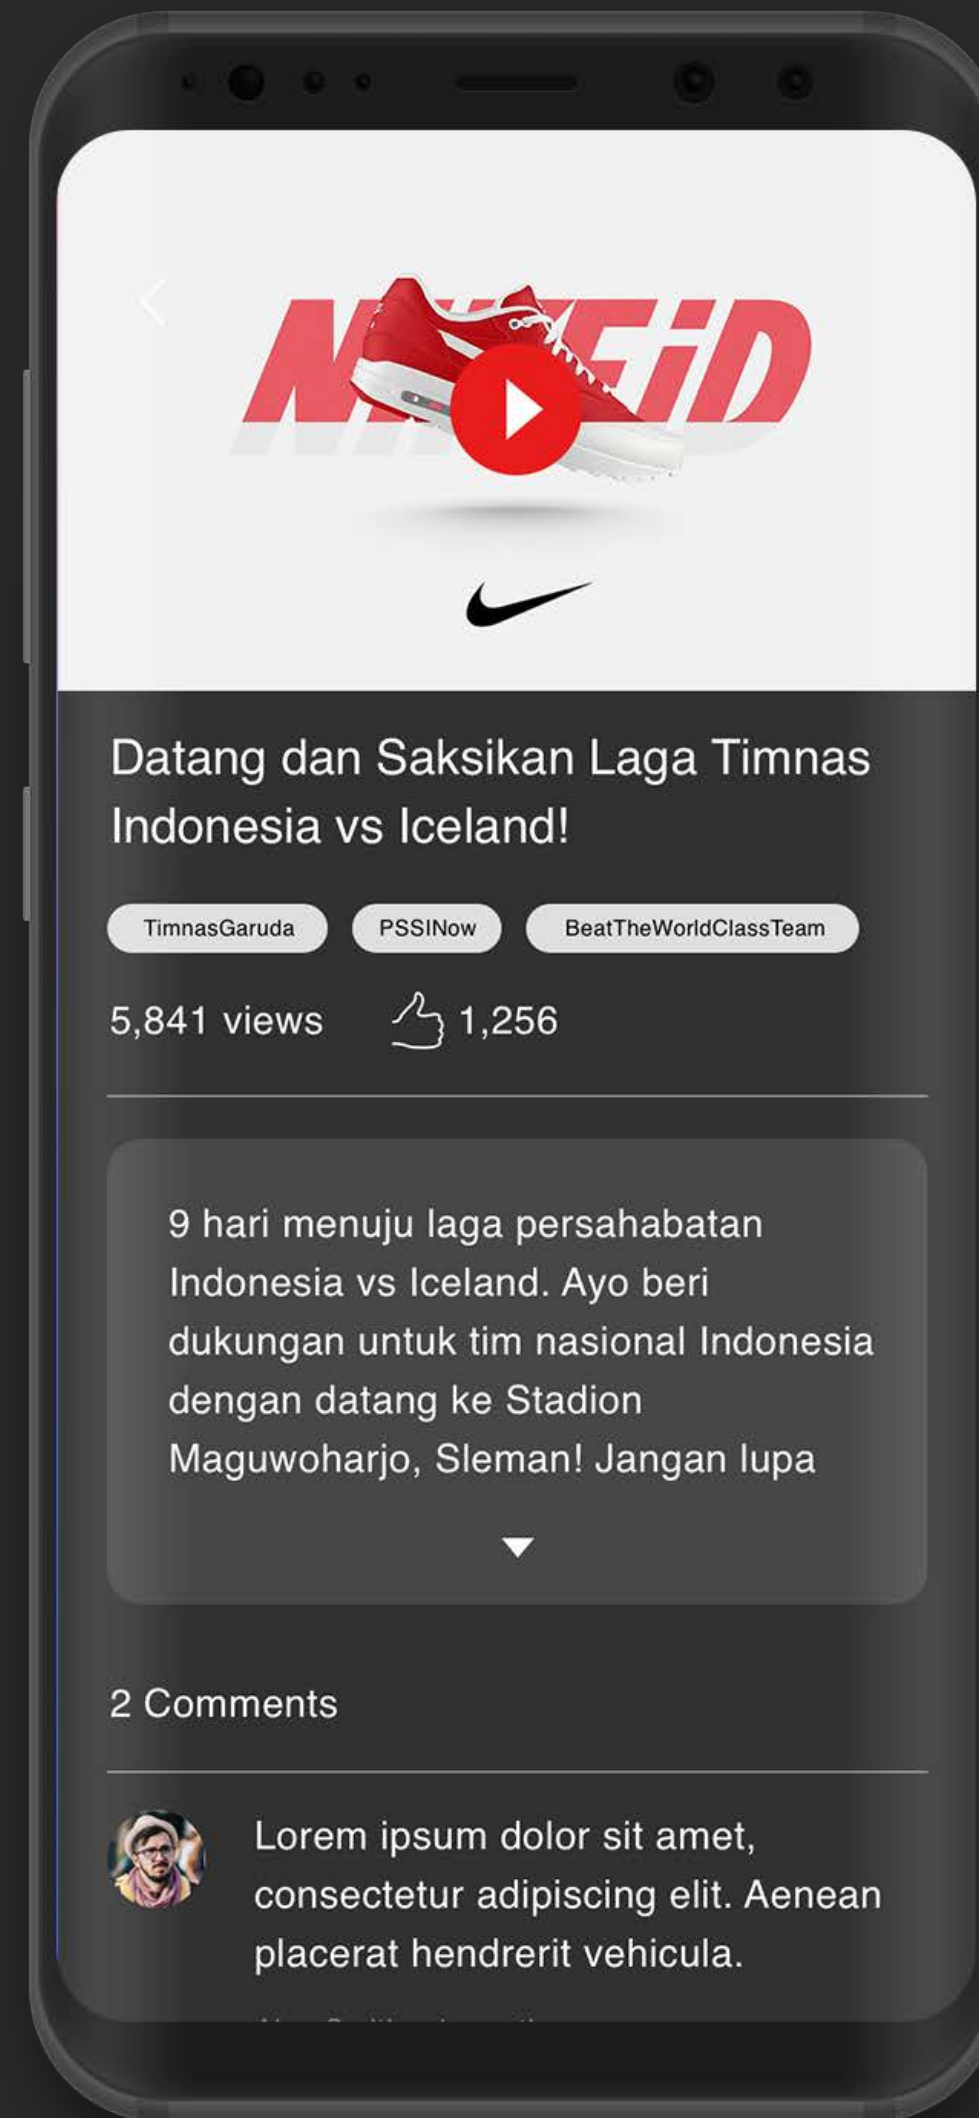 NIKEiD
Datang dan Saksikan Laga Timnas
Indonesia vs Iceland!
TimnasGaruda PSSINow BeatTheWorldClassTeam
5,841 views 1,256
9 hari menuju laga persahabatan
Indonesia vs Iceland. Ayo beri
dukungan untuk tim nasional Indonesia
dengan datang ke Stadion
Maguwoharjo, Sleman! Jangan lupa
2 Comments
Lorem ipsum dolor sit amet,
consectetur adipiscing elit. Aenean
placerat hendrerit vehicula.